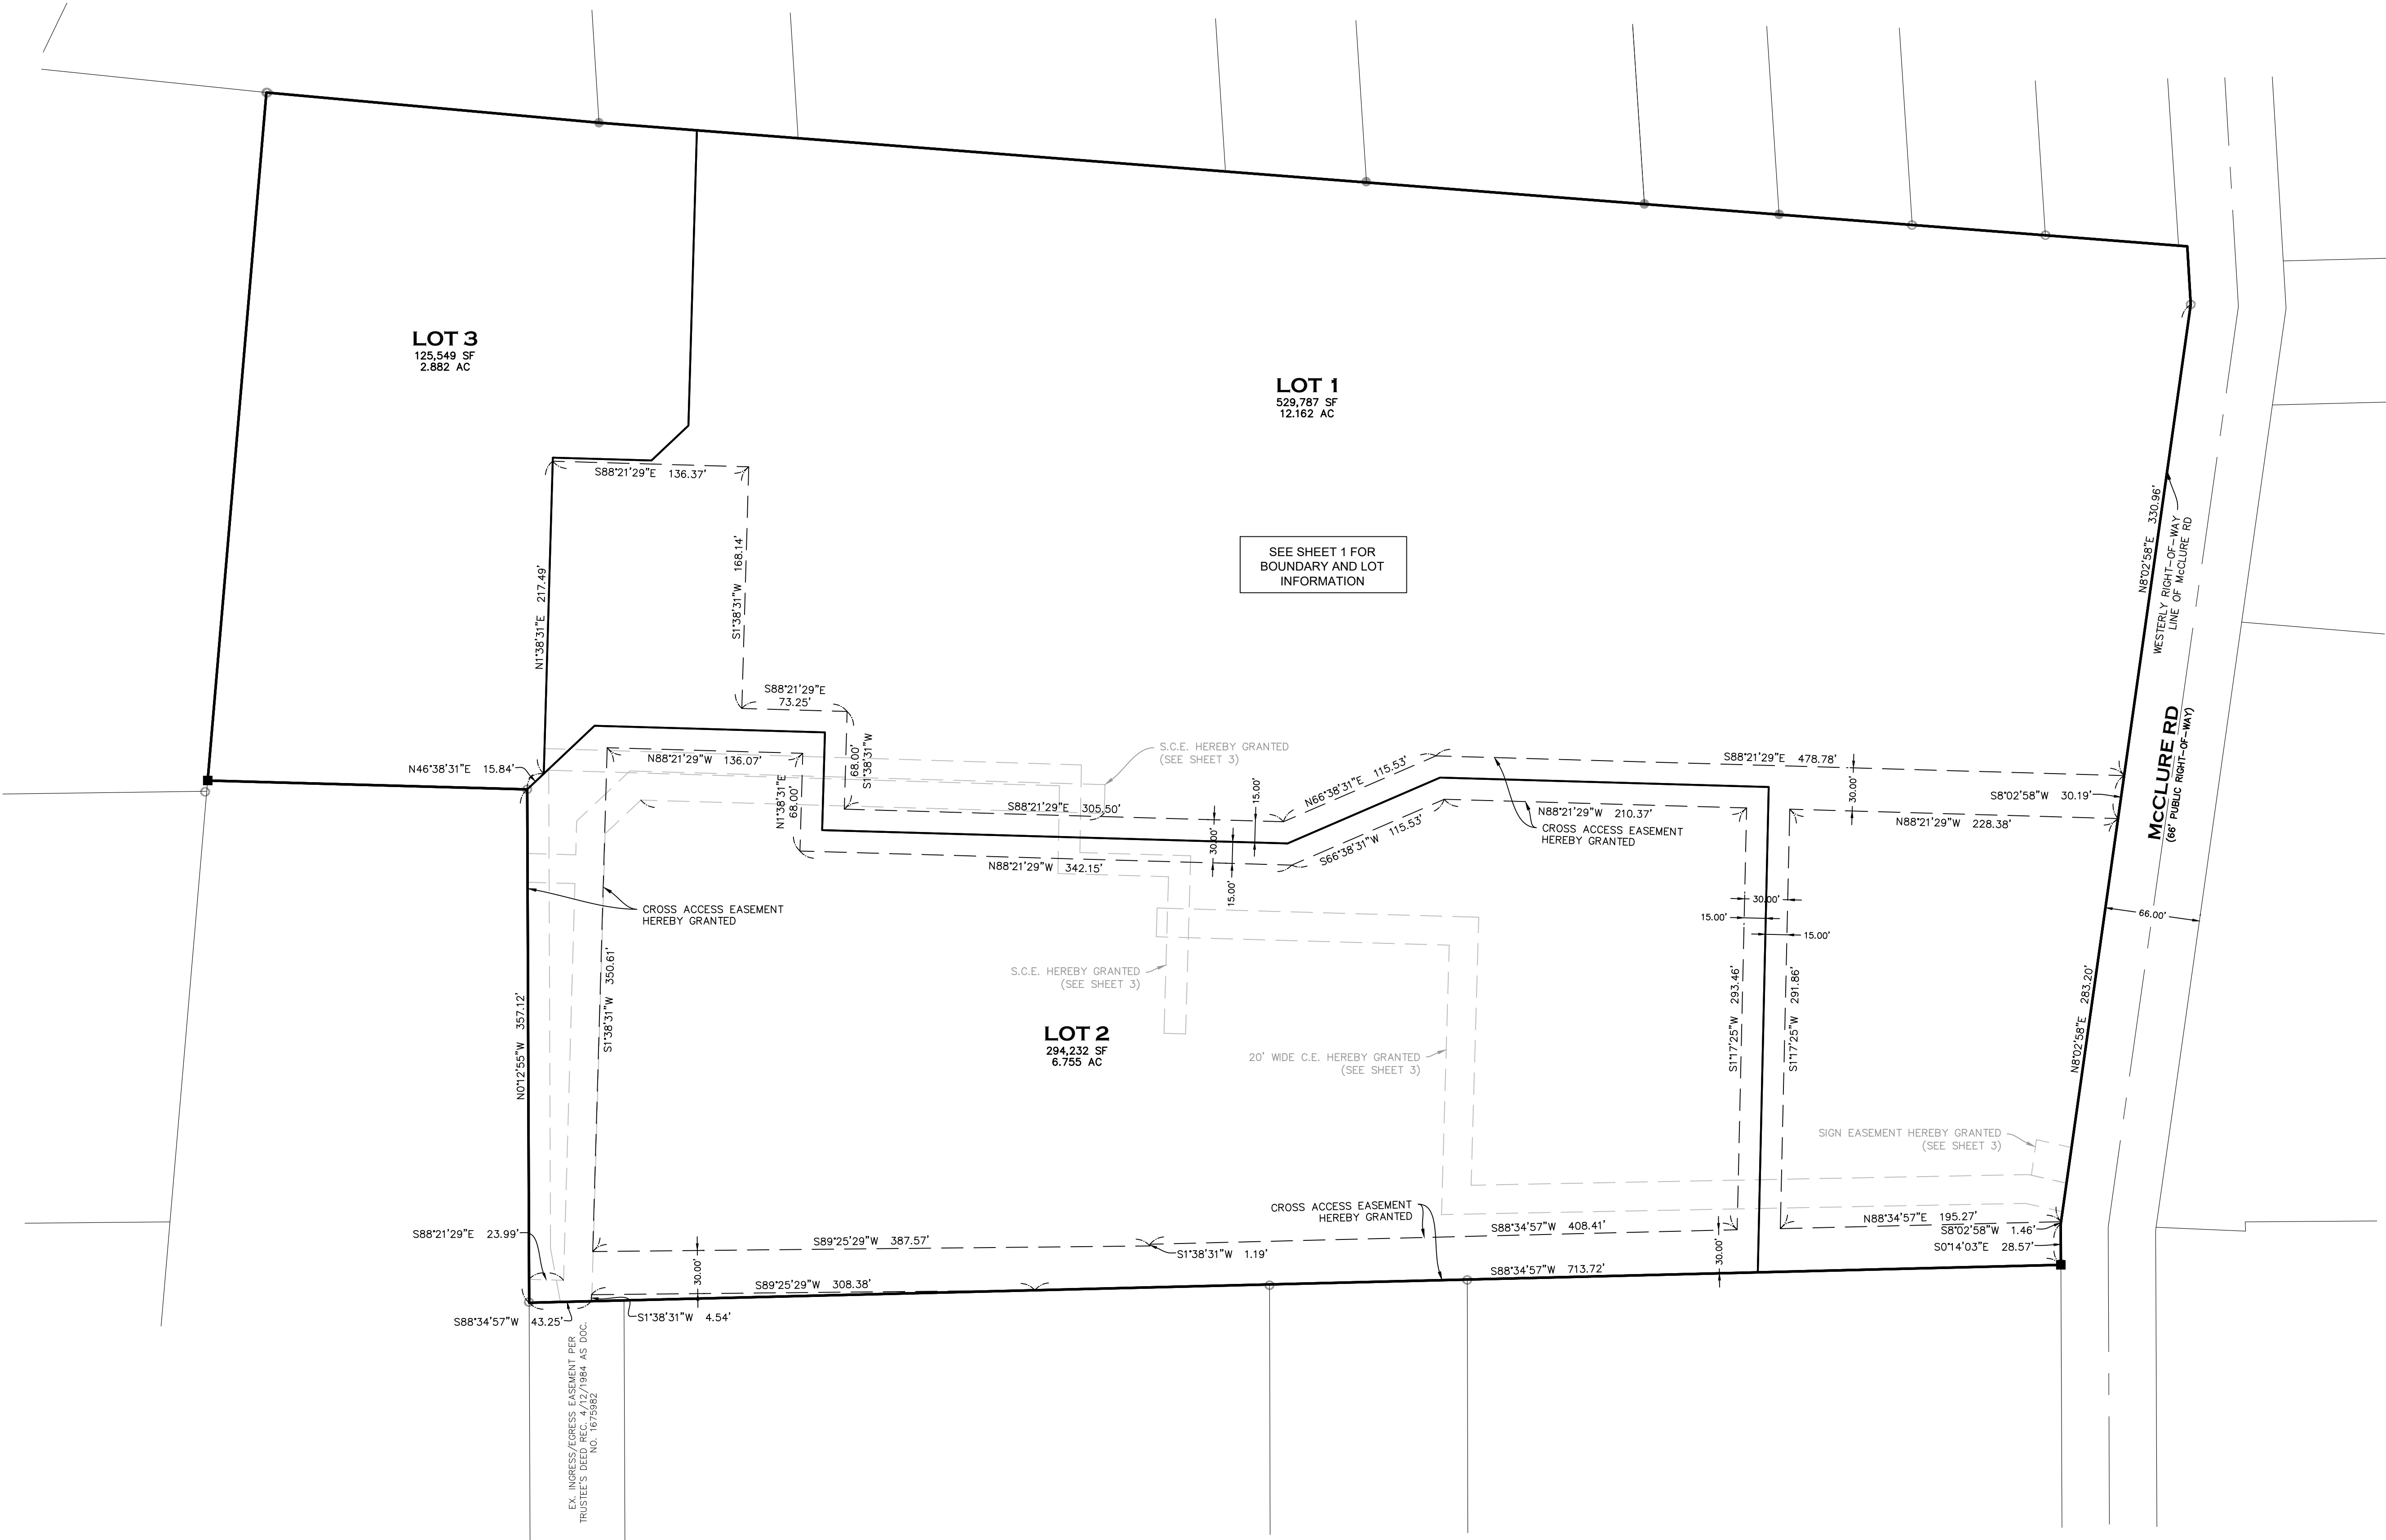 LOT 3
125,549 SF
2.882 AC
LOT 1
529,787 SF
12.162 AC
S88°21'29"E 136.37'
SEE SHEET 1 FOR
BOUNDARY AND LOT
INFORMATION
N8°02'58"E 330.96'
WESTERLY RIGHT-OF-WAY
LINE OF McCLURE RD
N1°38'31"E 217.49'
S1°38'31"W 168.14'
S88°21'29"E
73.25'
68.00'
S1°38'31"W
N46°38'31"E 15.84'
N88°21'29"W 136.07'
N1°38'31"E
68.00'
S.C.E. HEREBY GRANTED
(SEE SHEET 3)
S88°21'29"E 305.50'
30.00'
15.00'
15.00'
N66°38'31"E 115.53'
S66°38'31"W 115.53'
S88°21'29"E 478.78'
30.00'
S8°02'58"W 30.19'
N88°21'29"W 228.38'
N88°21'29"W 210.37'
CROSS ACCESS EASEMENT
HEREBY GRANTED
McCLURE RD
(66' PUBLIC RIGHT-OF-WAY)
N88°21'29"W 342.15'
CROSS ACCESS EASEMENT
HEREBY GRANTED
30.00'
15.00'
15.00'
66.00'
S.C.E. HEREBY GRANTED
(SEE SHEET 3)
N0°12'55"W 357.12'
S1°38'31"W 350.61'
LOT 2
294,232 SF
6.755 AC
20' WIDE C.E. HEREBY GRANTED
(SEE SHEET 3)
S1°17'25"W 293.46'
S1°17'25"W 291.86'
N8°02'58"E 283.20'
SIGN EASEMENT HEREBY GRANTED
(SEE SHEET 3)
S88°21'29"E 23.99'
S89°25'29"W 387.57'
CROSS ACCESS EASEMENT
HEREBY GRANTED
S1°38'31"W 1.19'
S88°34'57"W 408.41'
N88°34'57"E 195.27'
S8°02'58"W 1.46'
S0°14'03"E 28.57'
30.00'
30.00'
S89°25'29"W 308.38'
S88°34'57"W 713.72'
S88°34'57"W 43.25'
S1°38'31"W 4.54'
EX. INGRESS/EGRESS EASEMENT PER
TRUSTEE'S DEED REC. 4/12/1984 AS DOC.
NO. 1675982